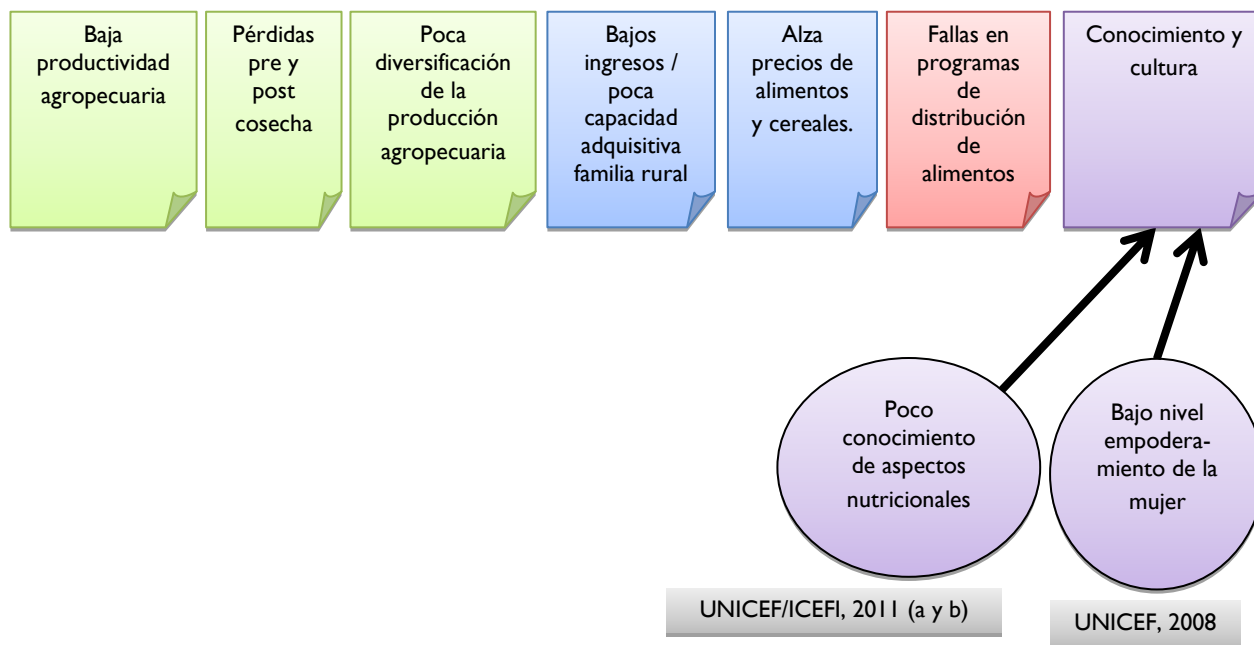 Baja
productividad
agropecuaria
Pérdidas
pre y
post
cosecha
Poca
diversificación
de la
producción
agropecuaria
Bajos
ingresos /
poca
capacidad
adquisitiva
familia rural
Alza
precios de
alimentos
y cereales.
Fallas en
programas
de
distribución
de
alimentos
Conocimiento y
cultura
Poco
conocimiento
de aspectos
nutricionales
Bajo nivel
empodera-
miento de la
mujer
UNICEF/ICEFI, 2011 (a y b)
UNICEF, 2008